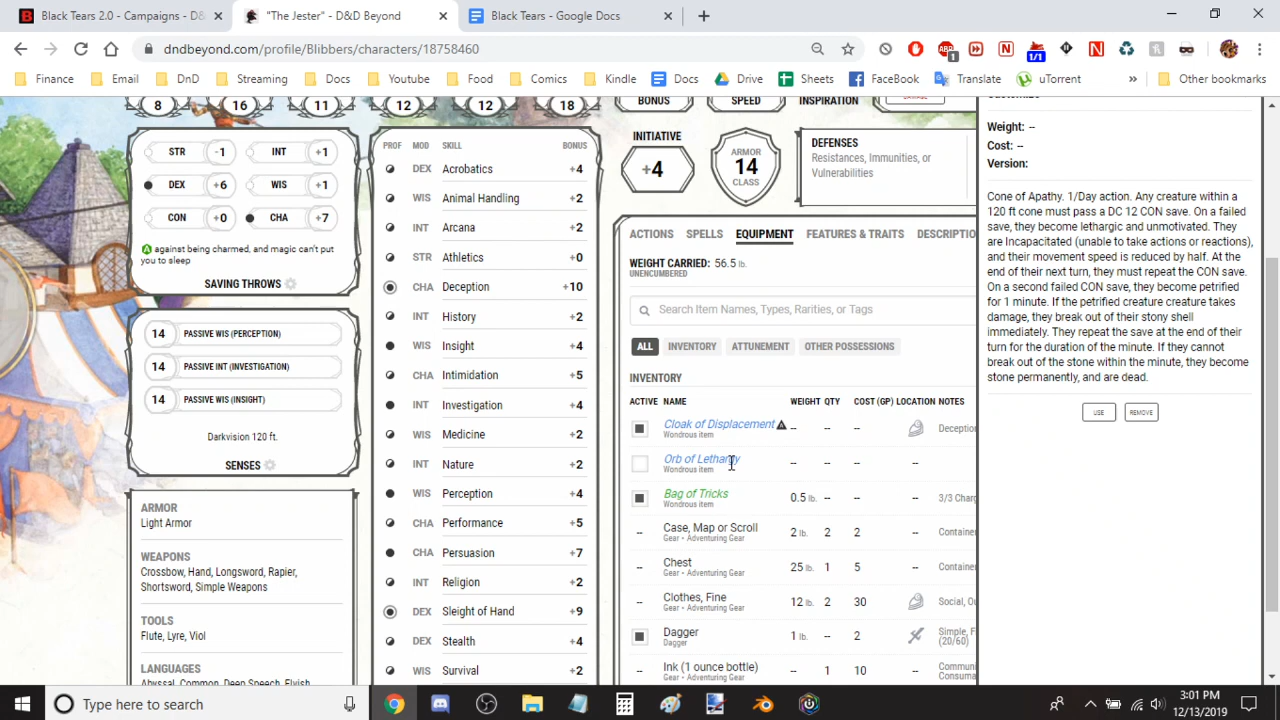 Black Tears 2.0 - Campaigns - D&
"The Jester" - D&D Beyond
Black Tears - Google Docs
dndbeyond.com/profile/Blibbers/characters/18758460
Finance Email DnD Streaming Docs Youtube Food Comics Kindle Docs Drive Sheets FaceBook Translate uTorrent » Other bookmarks
8 16 11 12 12 18
BONUS SPEED INSPIRATION
STR -1 INT +1
DEX +6 WIS +1
CON +0 CHA +7
against being charmed, and magic can't put
you to sleep
SAVING THROWS
14 PASSIVE WIS (PERCEPTION)
14 PASSIVE INT (INVESTIGATION)
14 PASSIVE WIS (INSIGHT)
Darkvision 120 ft.
SENSES
ARMOR
Light Armor
WEAPONS
Crossbow, Hand, Longsword, Rapier,
Shortsword, Simple Weapons
TOOLS
Flute, Lyre, Viol
LANGUAGES
Abyssal, Common, Deep Speech, Elvish
PROF MOD SKILL BONUS
DEX Acrobatics +4
WIS Animal Handling +2
INT Arcana +2
STR Athletics +0
CHA Deception +10
INT History +2
WIS Insight +4
CHA Intimidation +5
INT Investigation +4
WIS Medicine +2
INT Nature +2
WIS Perception +4
CHA Performance +5
CHA Persuasion +7
INT Religion +2
DEX Sleight of Hand +9
DEX Stealth +4
WIS Survival +2
INITIATIVE
+4
ARMOR
14
CLASS
DEFENSES
Resistances, Immunities, or
Vulnerabilities
ACTIONS SPELLS EQUIPMENT FEATURES & TRAITS DESCRIPTIO
WEIGHT CARRIED: 56.5 lb.
UNENCUMBERED
Search Item Names, Types, Rarities, or Tags
ALL INVENTORY ATTUNEMENT OTHER POSSESSIONS
INVENTORY
ACTIVE NAME WEIGHT QTY COST (GP) LOCATION NOTES
Cloak of Displacement -- -- -- Deceptio
Wondrous item
Orb of Lethargy -- -- -- --
Wondrous item
Bag of Tricks 0.5 lb. -- -- -- 3/3 Charg
Wondrous item
-- Case, Map or Scroll 2 lb. 2 2 -- Container
Gear • Adventuring Gear
-- Chest 25 lb. 1 5 -- Container
Gear • Adventuring Gear
-- Clothes, Fine 12 lb. 2 30 Social, Ou
Gear • Adventuring Gear
Dagger 1 lb. -- 2 Simple, F
Dagger (20/60)
-- Ink (1 ounce bottle) -- 1 10 -- Commun
Gear • Adventuring Gear Consuma
Customize
Weight: --
Cost: --
Version:
Cone of Apathy. 1/Day action. Any creature within a
120 ft cone must pass a DC 12 CON save. On a failed
save, they become lethargic and unmotivated. They
are Incapacitated (unable to take actions or reactions),
and their movement speed is reduced by half. At the
end of their next turn, they must repeat the CON save.
On a second failed CON save, they become petrified
for 1 minute. If the petrified creature creature takes
damage, they break out of their stony shell
immediately. They repeat the save at the end of their
turn for the duration of the minute. If they cannot
break out of the stone within the minute, they become
stone permanently, and are dead.
USE REMOVE
Type here to search
3:01 PM
12/13/2019